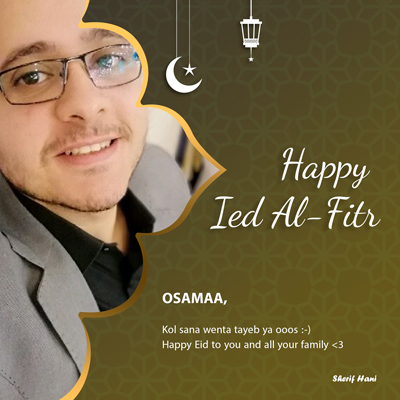 Happy
Ied Al-Fitr
OSAMAA,
Kol sana wenta tayeb ya ooos :-)
Happy Eid to you and all your family <3
Sherif Hani